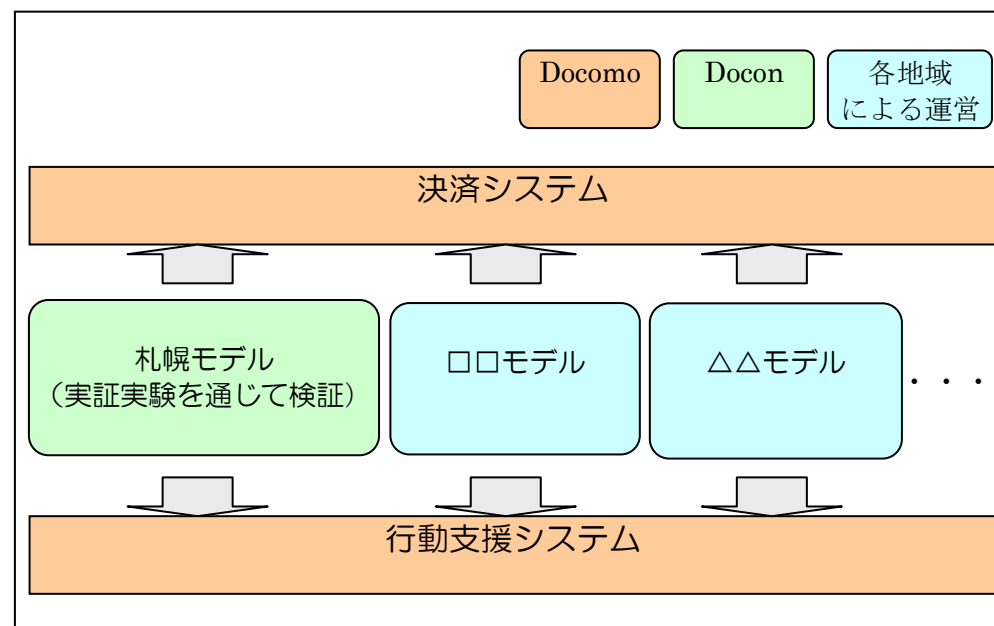 Docomo
Docon
各地域
による運営
決済システム
札幌モデル
（実証実験を通じて検証）
□□モデル
△△モデル
・・・
行動支援システム